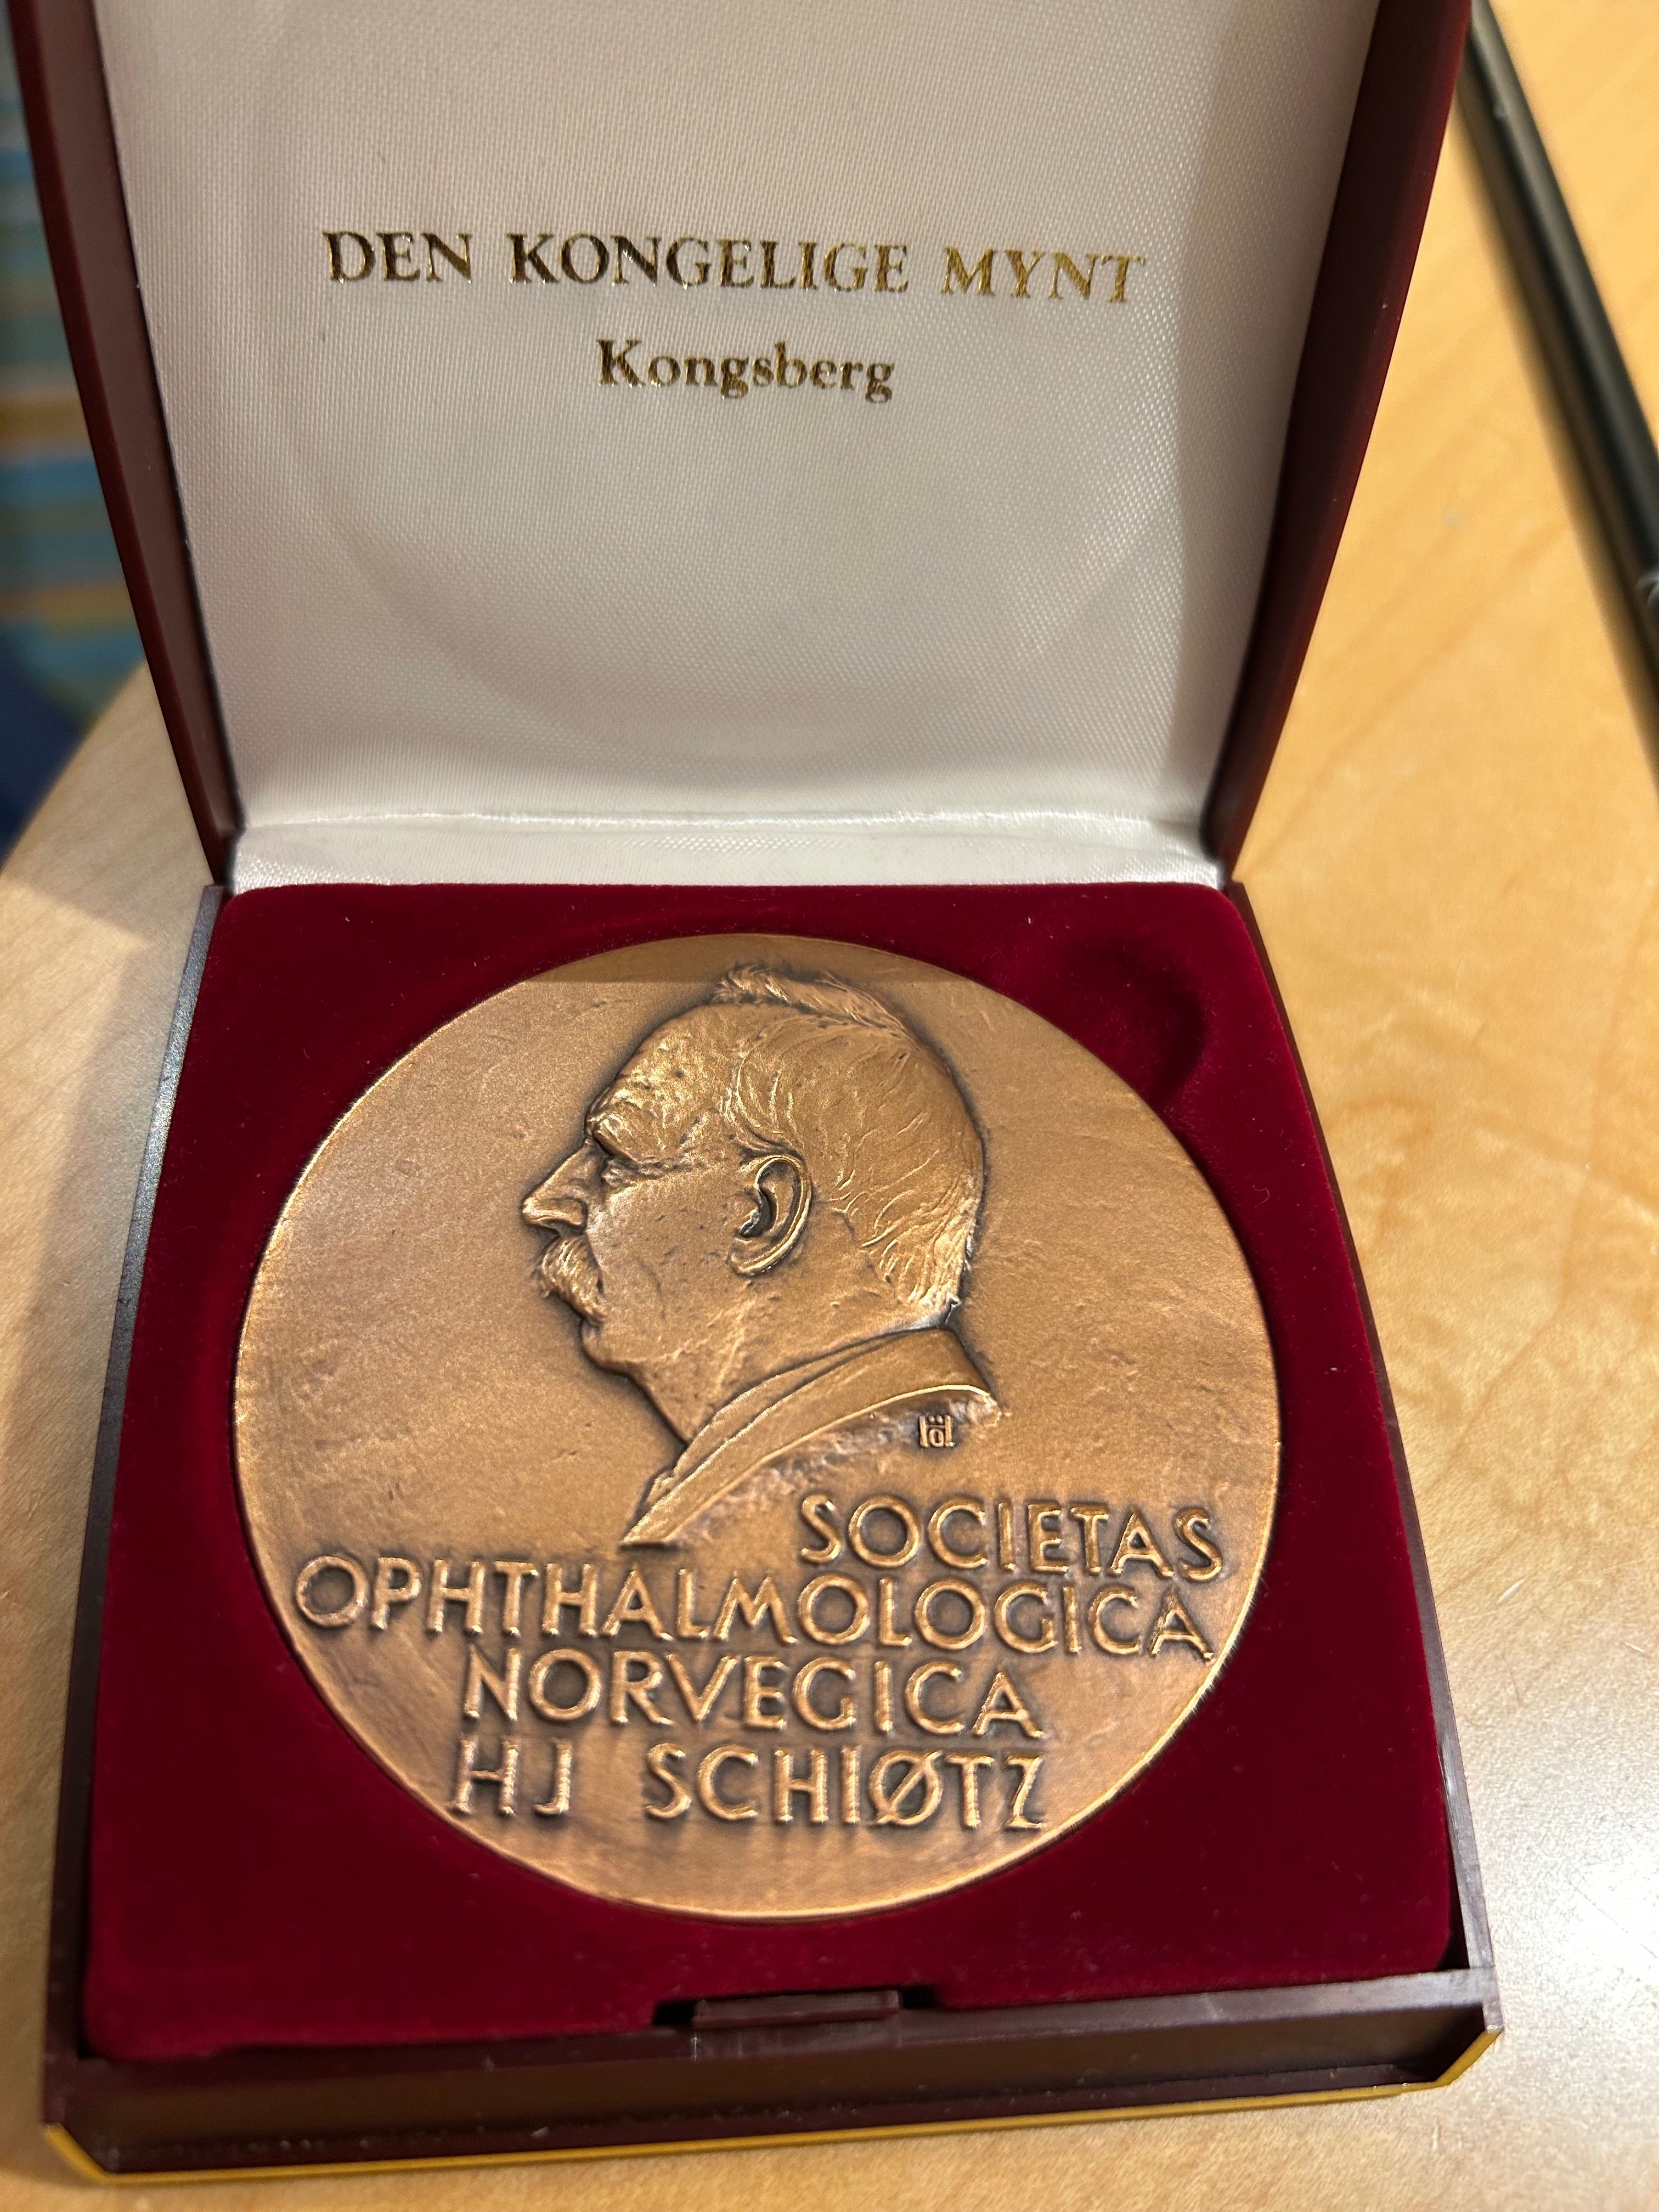 DEN KONGELIGE MYNT
Kongsberg
SOCIETAS
OPHTHALMOLOGICA
NORVEGICA
HJ SCHIØTZ